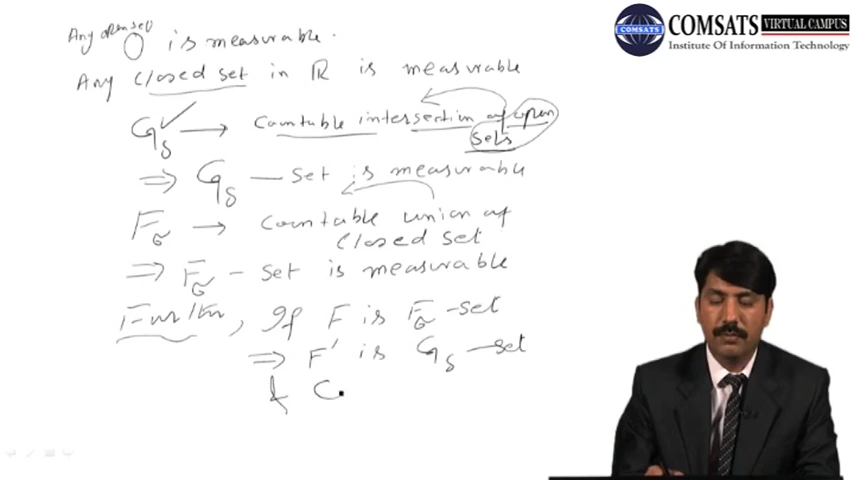 COMSATS VIRTUAL CAMPUS
Institute Of Information Technology
COMSATS
Any open set O is measurable.
Any closed set in R is measurable
Gδ → Countable intersection of open sets
⇒ Gδ – set is measurable
Fσ → Countable union of
closed set
⇒ Fσ – set is measurable
Further, If F is Fσ – set
⇒ F' is Gδ – set
& G